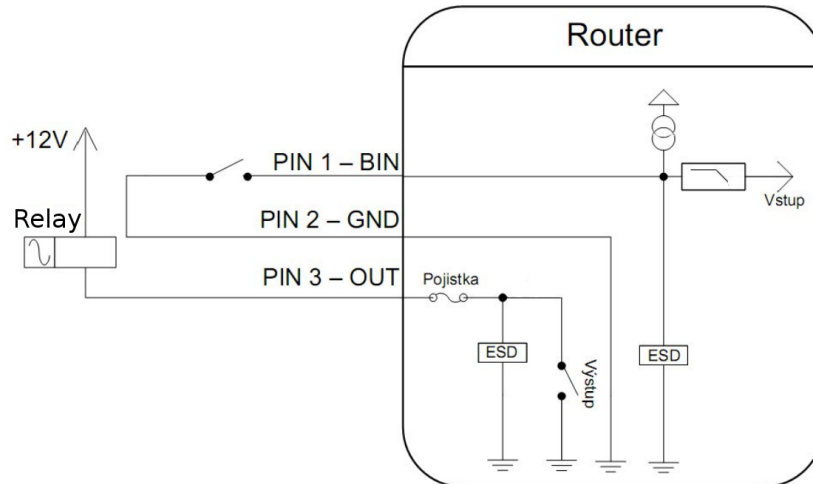 Router
+12V
PIN 1 – BIN
Vstup
Relay
PIN 2 – GND
PIN 3 – OUT
Pojistka
ESD
Výstup
ESD